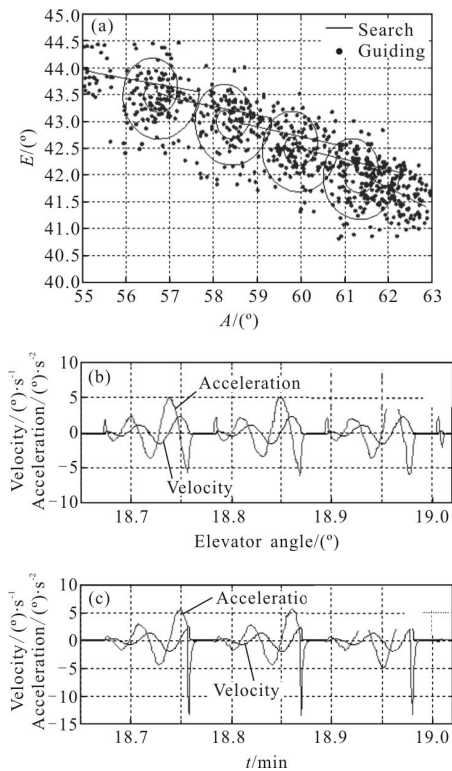 (a)
Search
Guiding
45.0
44.5
44.0
43.5
43.0
42.5
42.0
41.5
41.0
40.5
40.0
E/(º)
55 56 57 58 59 60 61 62 63
A/(º)
(b)
Acceleration
Velocity
10
5
0
−5
−10
Velocity/(º)·s⁻¹
Acceleration/(º)·s⁻²
18.7 18.8 18.9 19.0
Elevator angle/(º)
(c)
Acceleratio
Velocity
10
5
0
−5
−10
−15
Velocity/(º)·s⁻¹
Acceleration/(º)·s⁻²
18.7 18.8 18.9 19.0
t/min